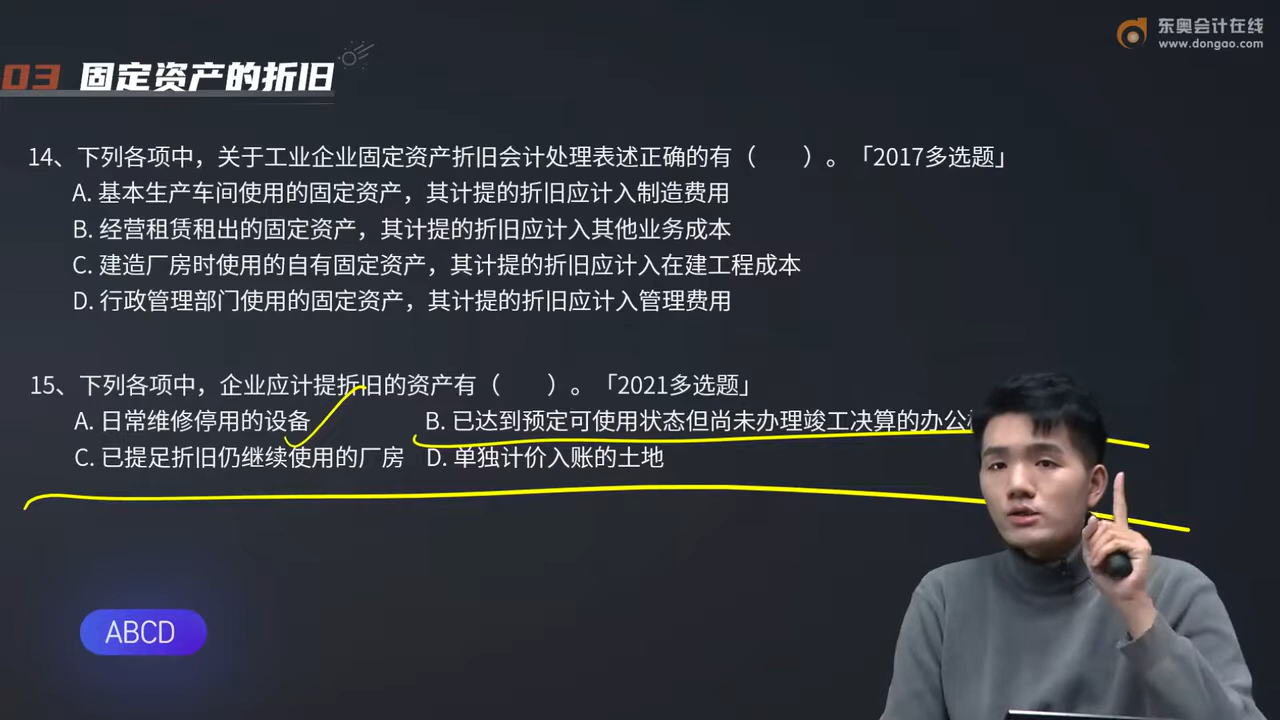 东奥会计在线
www.dongao.com
03 固定资产的折旧
14、下列各项中，关于工业企业固定资产折旧会计处理表述正确的有（　　）。「2017多选题」
A. 基本生产车间使用的固定资产，其计提的折旧应计入制造费用
B. 经营租赁租出的固定资产，其计提的折旧应计入其他业务成本
C. 建造厂房时使用的自有固定资产，其计提的折旧应计入在建工程成本
D. 行政管理部门使用的固定资产，其计提的折旧应计入管理费用
15、下列各项中，企业应计提折旧的资产有（　　）。「2021多选题」
A. 日常维修停用的设备 B. 已达到预定可使用状态但尚未办理竣工决算的办公
C. 已提足折旧仍继续使用的厂房 D. 单独计价入账的土地
ABCD